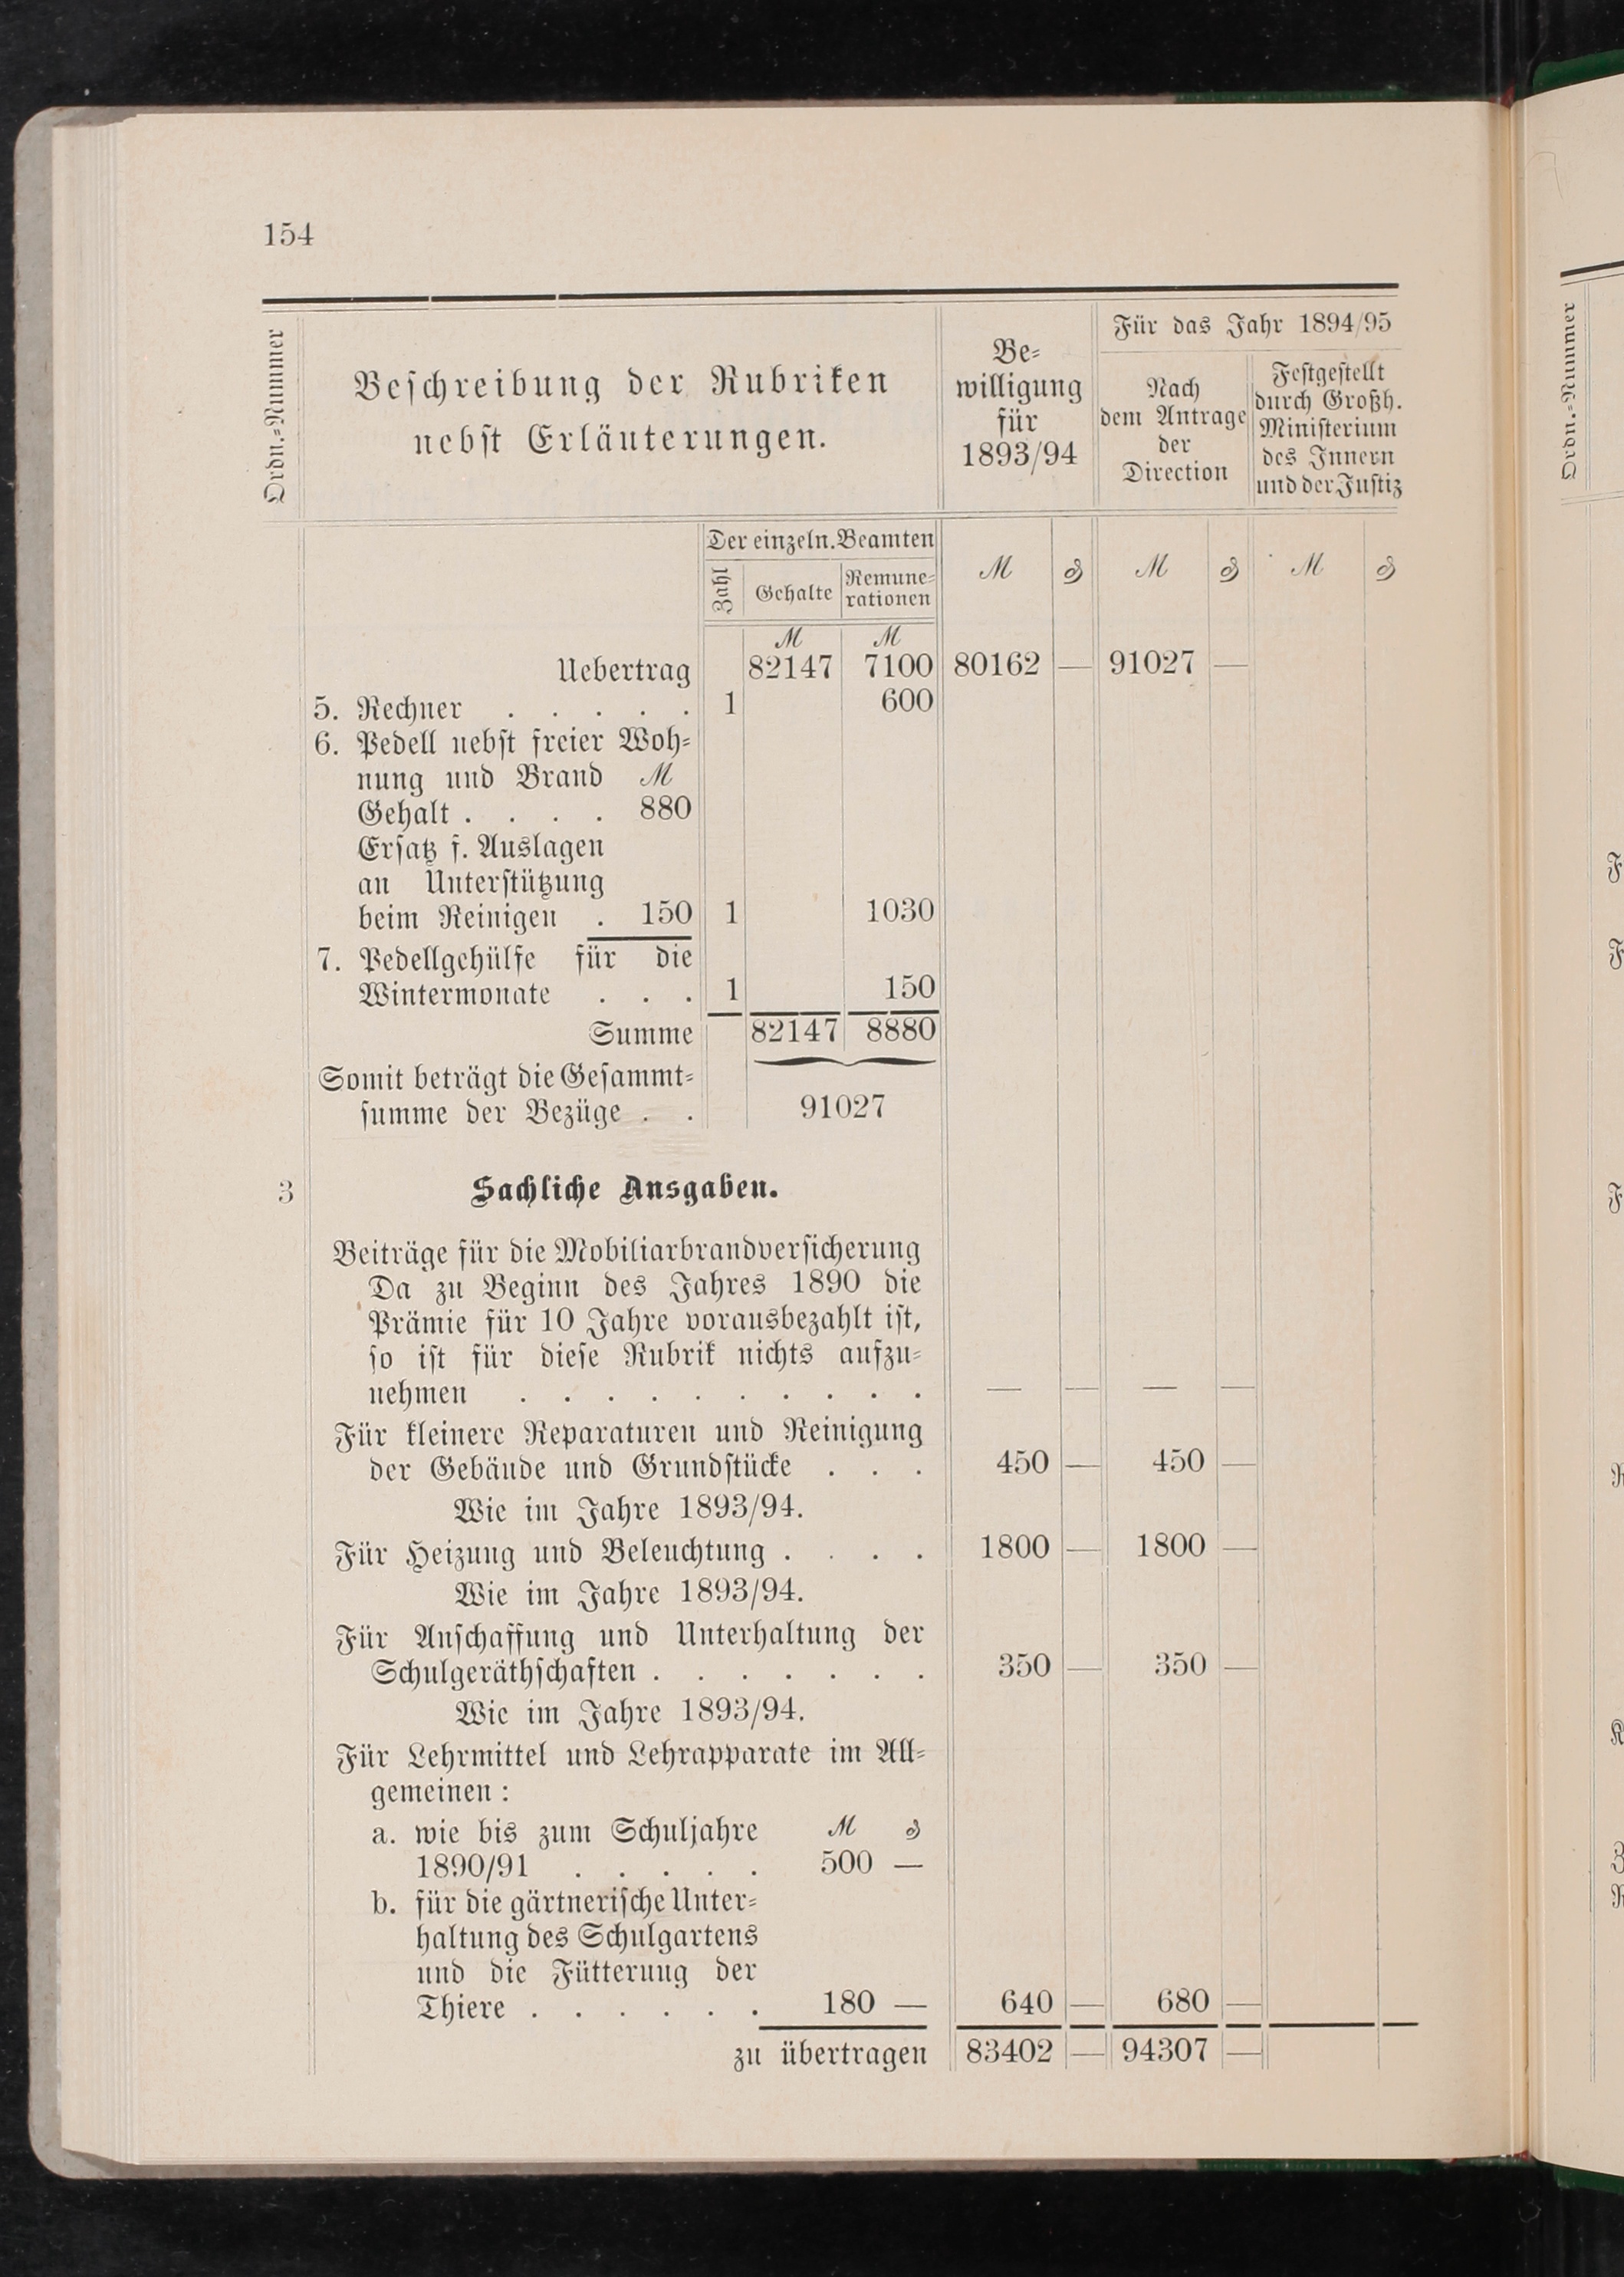 154
Ordn.-Nummer
Beschreibung der Rubriken
nebst Erläuterungen.
Be-
willigung
für
1893/94
Für das Jahr 1894/95
Nach
dem Antrage
der
Direction
Festgestellt
durch Großh.
Ministerium
des Innern
und der Justiz
Der einzeln. Beamten
Zahl Gehalte Remune-
rationen
ℳ ₰ ℳ ₰ ℳ ₰
ℳ ℳ
Uebertrag 82147 7100 80162 — 91027 —
5. Rechner . . . . . 1 600
6. Pedell nebst freier Woh-
nung und Brand ℳ
Gehalt . . . . 880
Ersatz f. Auslagen
an Unterstützung
beim Reinigen . 150 1 1030
7. Pedellgehülfe für die
Wintermonate . . . 1 150
Summe 82147 8880
Somit beträgt die Gesammt-
summe der Bezüge . . 91027
3 Sachliche Ausgaben.
Beiträge für die Mobiliarbrandversicherung
Da zu Beginn des Jahres 1890 die
Prämie für 10 Jahre vorausbezahlt ist,
so ist für diese Rubrik nichts aufzu-
nehmen . . . . . . . . . . — — — —
Für kleinere Reparaturen und Reinigung
der Gebäude und Grundstücke . . . 450 — 450 —
Wie im Jahre 1893/94.
Für Heizung und Beleuchtung . . . . 1800 — 1800 —
Wie im Jahre 1893/94.
Für Anschaffung und Unterhaltung der
Schulgeräthschaften . . . . . . . 350 — 350 —
Wie im Jahre 1893/94.
Für Lehrmittel und Lehrapparate im All-
gemeinen :
a. wie bis zum Schuljahre ℳ ₰
1890/91 . . . . . 500 —
b. für die gärtnerische Unter-
haltung des Schulgartens
und die Fütterung der
Thiere . . . . . . 180 — 640 — 680 —
zu übertragen 83402 — 94307 —
Ordn.-Nummer